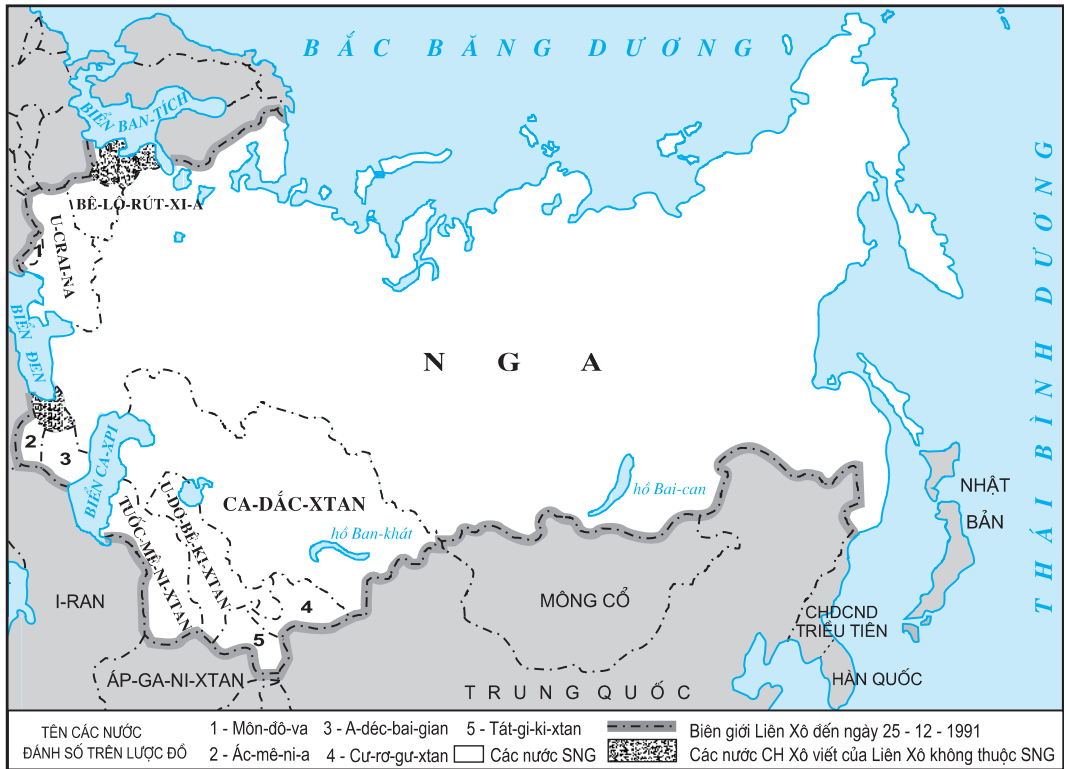 BẮC BĂNG DƯƠNG
BIỂN BAN-TÍCH
BÊ-LÔ-RÚT-XI-A
U-CRAI-NA
1
BIỂN ĐEN
THÁI BÌNH DƯƠNG
NGA
2
3
BIỂN CA-XPI
CA-DẮC-XTAN
U-DƠ-BÊ-KI-XTAN
TUỐC-MÊ-NI-XTAN
hồ Ban-khát
hồ Bai-can
NHẬT
BẢN
I-RAN
4
5
MÔNG CỔ
CHDCND
TRIỀU TIÊN
HÀN QUỐC
ÁP-GA-NI-XTAN
TRUNG QUỐC
TÊN CÁC NƯỚC
ĐÁNH SỐ TRÊN LƯỢC ĐỒ
1 - Môn-đô-va
2 - Ác-mê-ni-a
3 - A-déc-bai-gian
4 - Cư-rơ-gư-xtan
5 - Tát-gi-ki-xtan
Các nước SNG
Biên giới Liên Xô đến ngày 25 - 12 - 1991
Các nước CH Xô viết của Liên Xô không thuộc SNG